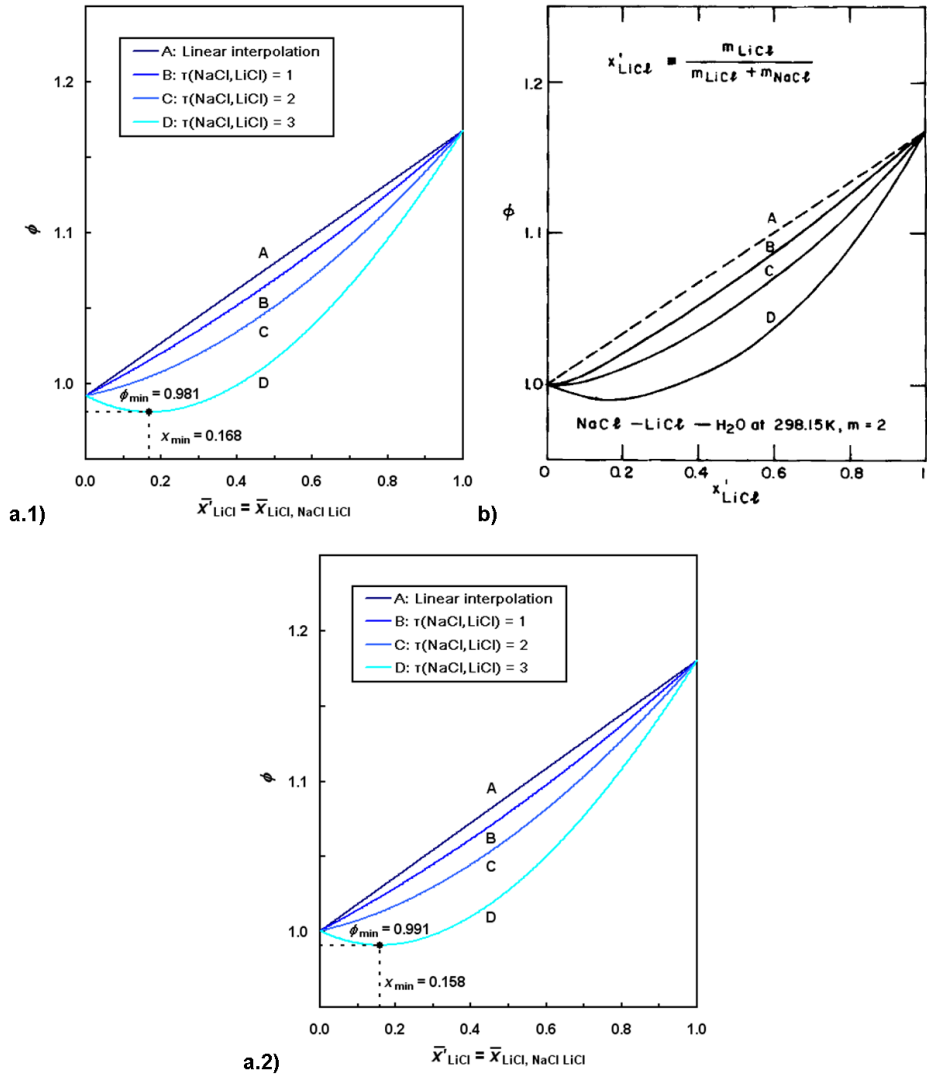 A: Linear interpolation
B: τ(NaCl,LiCl) = 1
C: τ(NaCl,LiCl) = 2
D: τ(NaCl,LiCl) = 3
1.2
1.1
1.0
ϕ
A
B
C
D
ϕmin = 0.981
xmin = 0.168
0.0 0.2 0.4 0.6 0.8 1.0
x̅'LiCl = x̅LiCl, NaCl LiCl
a.1)
x'LiCl = mLiCl / mLiCl + mNaCl
1.2
1.1
1.0
ϕ
A
B
C
D
NaCl – LiCl – H2O at 298.15K, m = 2
0 0.2 0.4 0.6 0.8 1.0
x'LiCl
b)
A: Linear interpolation
B: τ(NaCl,LiCl) = 1
C: τ(NaCl,LiCl) = 2
D: τ(NaCl,LiCl) = 3
1.2
1.1
1.0
ϕ
A
B
C
D
ϕmin = 0.991
xmin = 0.158
0.0 0.2 0.4 0.6 0.8 1.0
x̅'LiCl = x̅LiCl, NaCl LiCl
a.2)